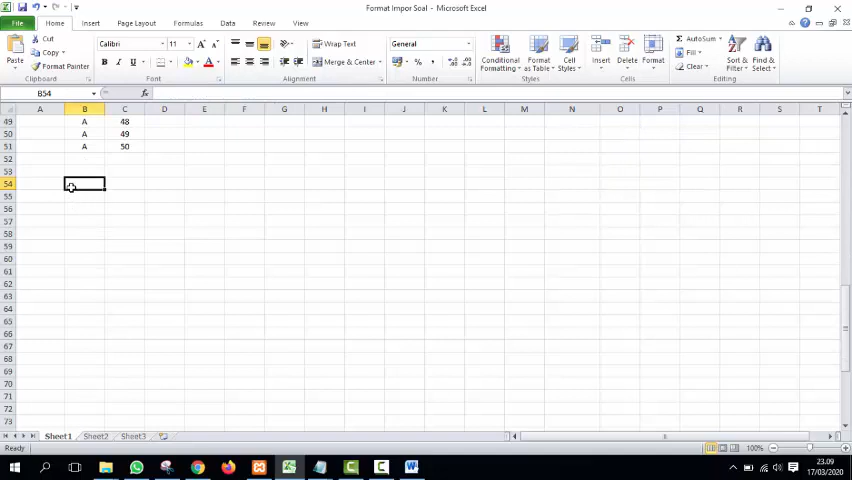 Format Impor Soal - Microsoft Excel
File Home Insert Page Layout Formulas Data Review View
Cut Calibri 11 Wrap Text General AutoSum
Copy Fill
Paste Format Painter B I U Merge & Center % , Conditional Formatting Format as Table Cell Styles Insert Delete Format Clear Sort & Filter Find & Select
Clipboard Font Alignment Number Styles Cells Editing
B54 fx
A B C D E F G H I J K L M N O P Q R S T
49 A 48
50 A 49
51 A 50
52
53
54
55
56
57
58
59
60
61
62
63
64
65
66
67
68
69
70
71
72
73
Sheet1 Sheet2 Sheet3
Ready 100%
23.09
17/03/2020